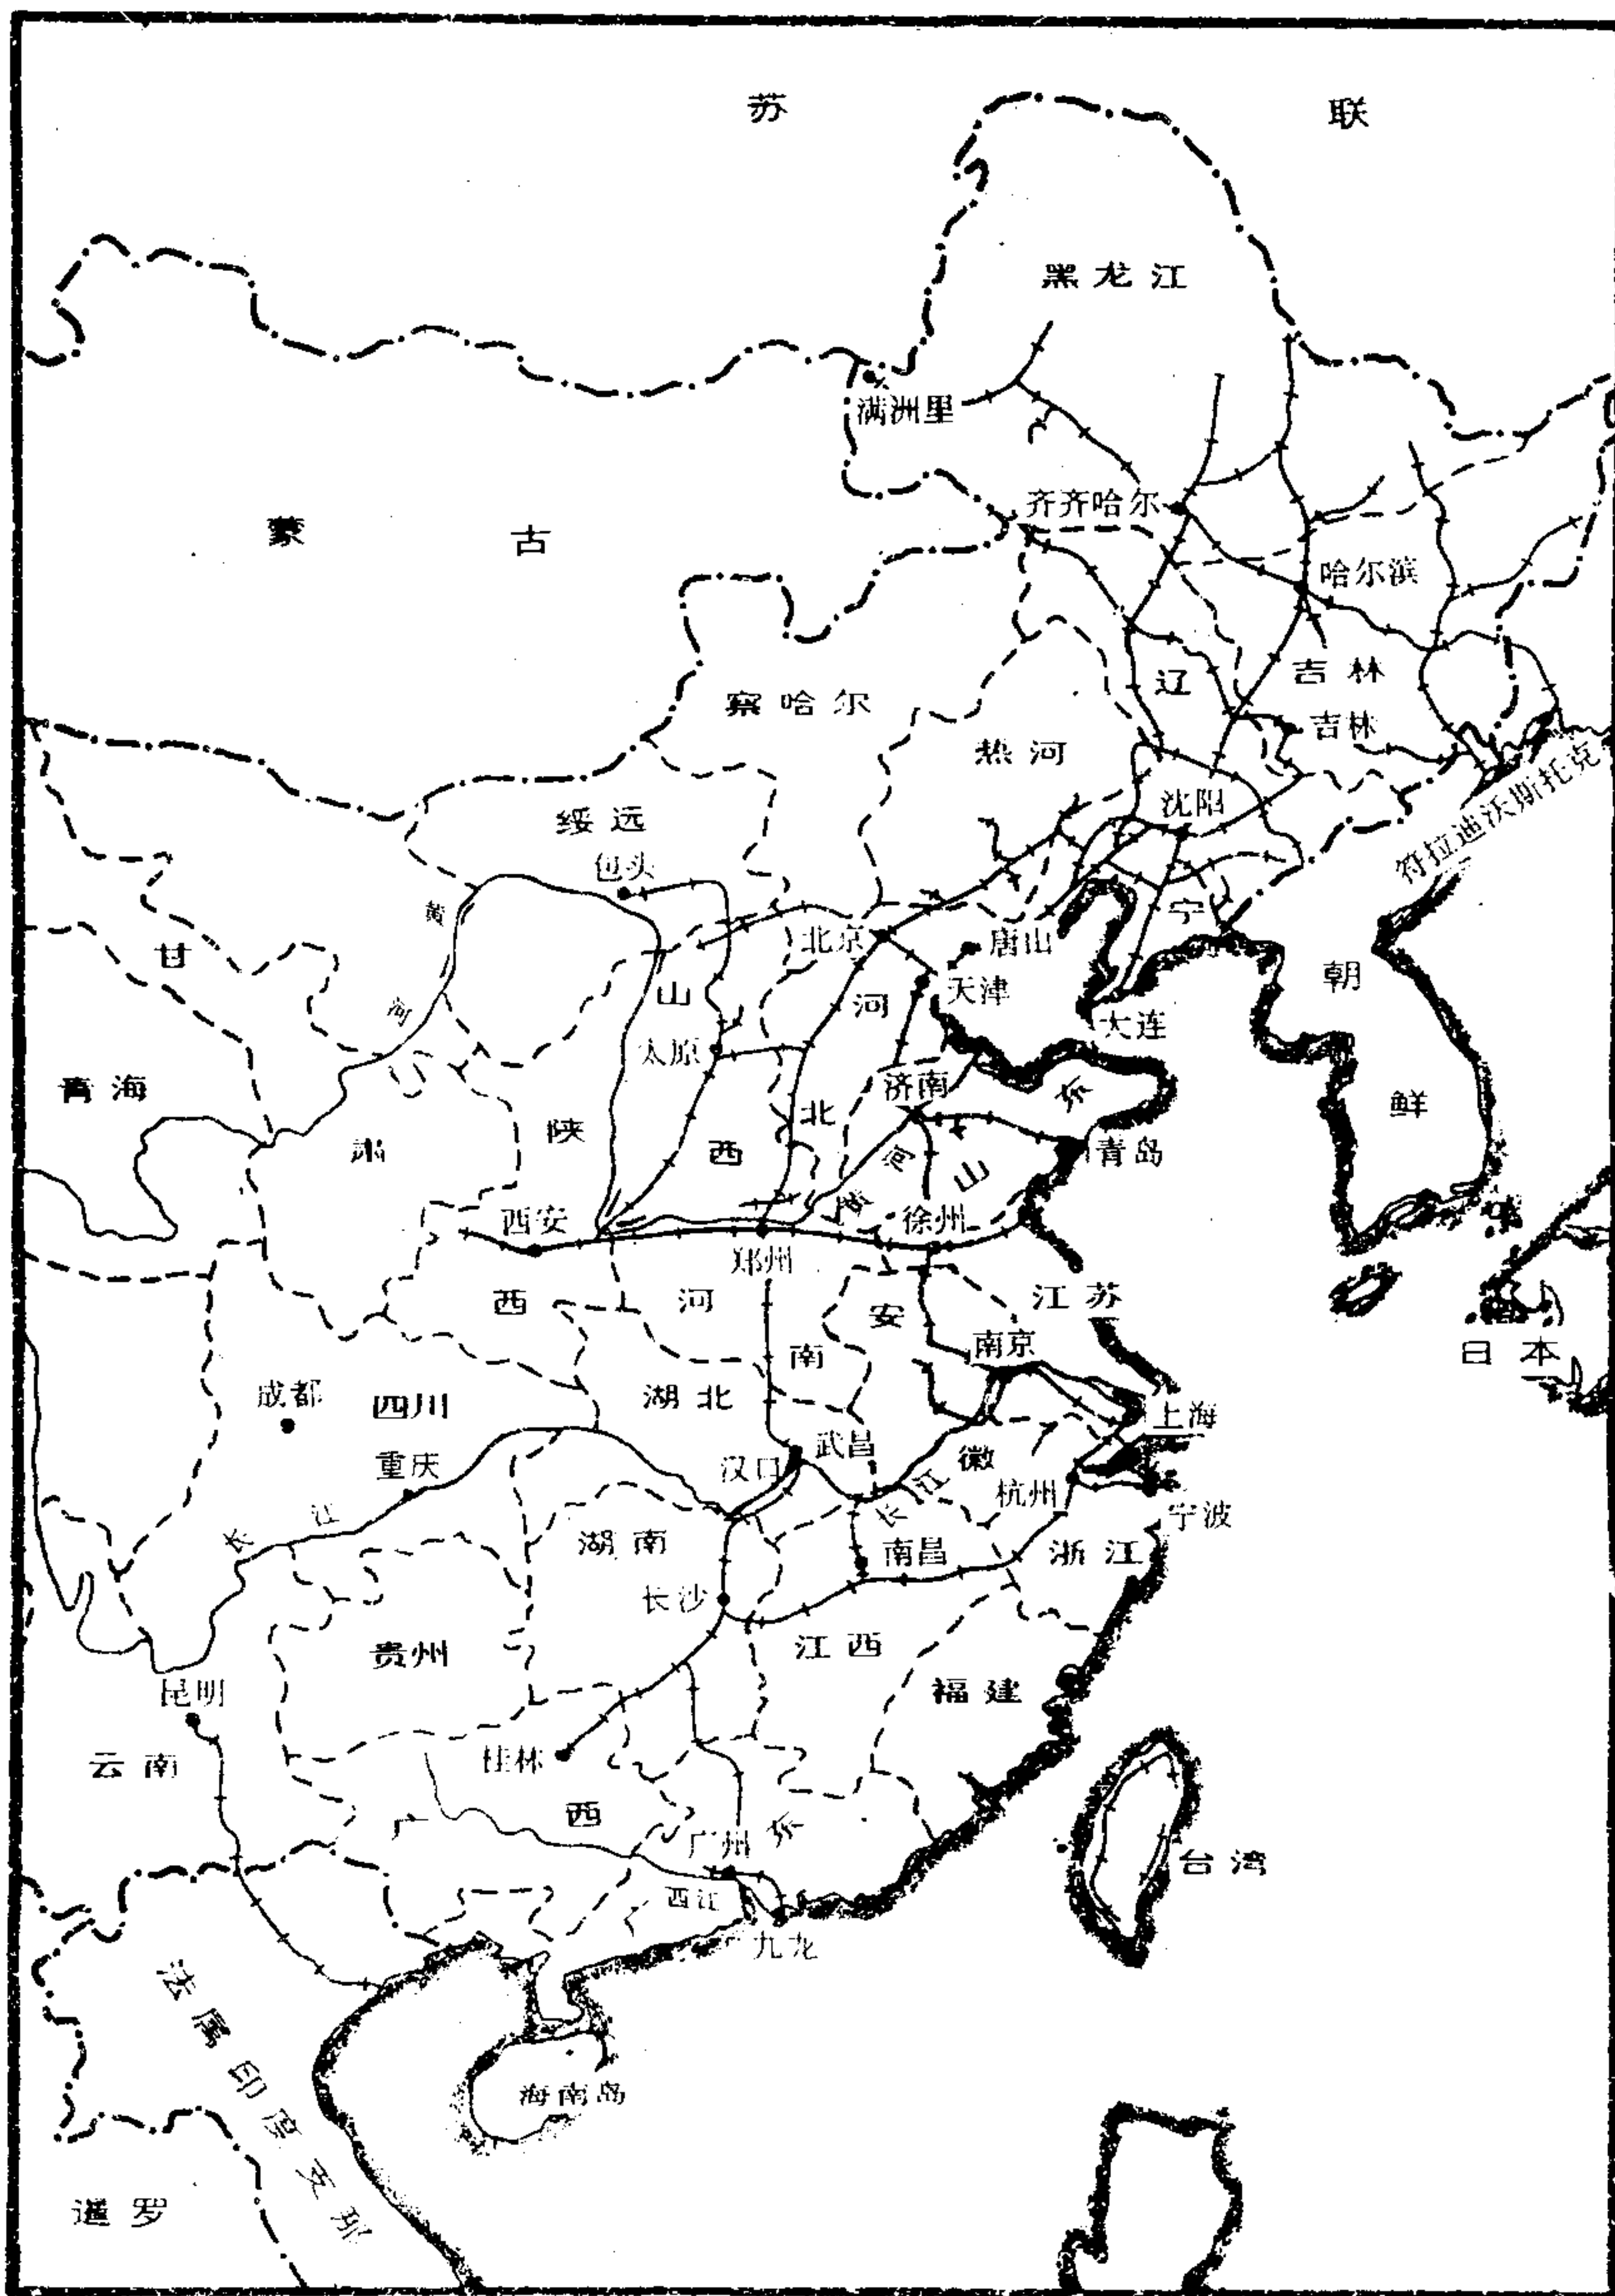 苏 联
黑龙江
满洲里
蒙古
齐齐哈尔
哈尔滨
吉林
察哈尔
辽
吉林
热河
沈阳
符拉迪沃斯托克
绥远
包头
黄
宁
甘
北京
唐山
山
河
天津
朝
河
大连
太原
青海
济南
东
鲜
北
陕
肃
西
河
青岛
山
黄
西安
徐州
郑州
西
河
安
江苏
南
南京
日本
成都
四川
湖北
上海
武昌
重庆
汉口
徽
杭州
长江
宁波
长江
湖南
南昌
浙江
长沙
贵州
江西
福建
昆明
云南
桂林
西
广
广州
东
台湾
西江
九龙
法属印度支那
海南岛
暹罗